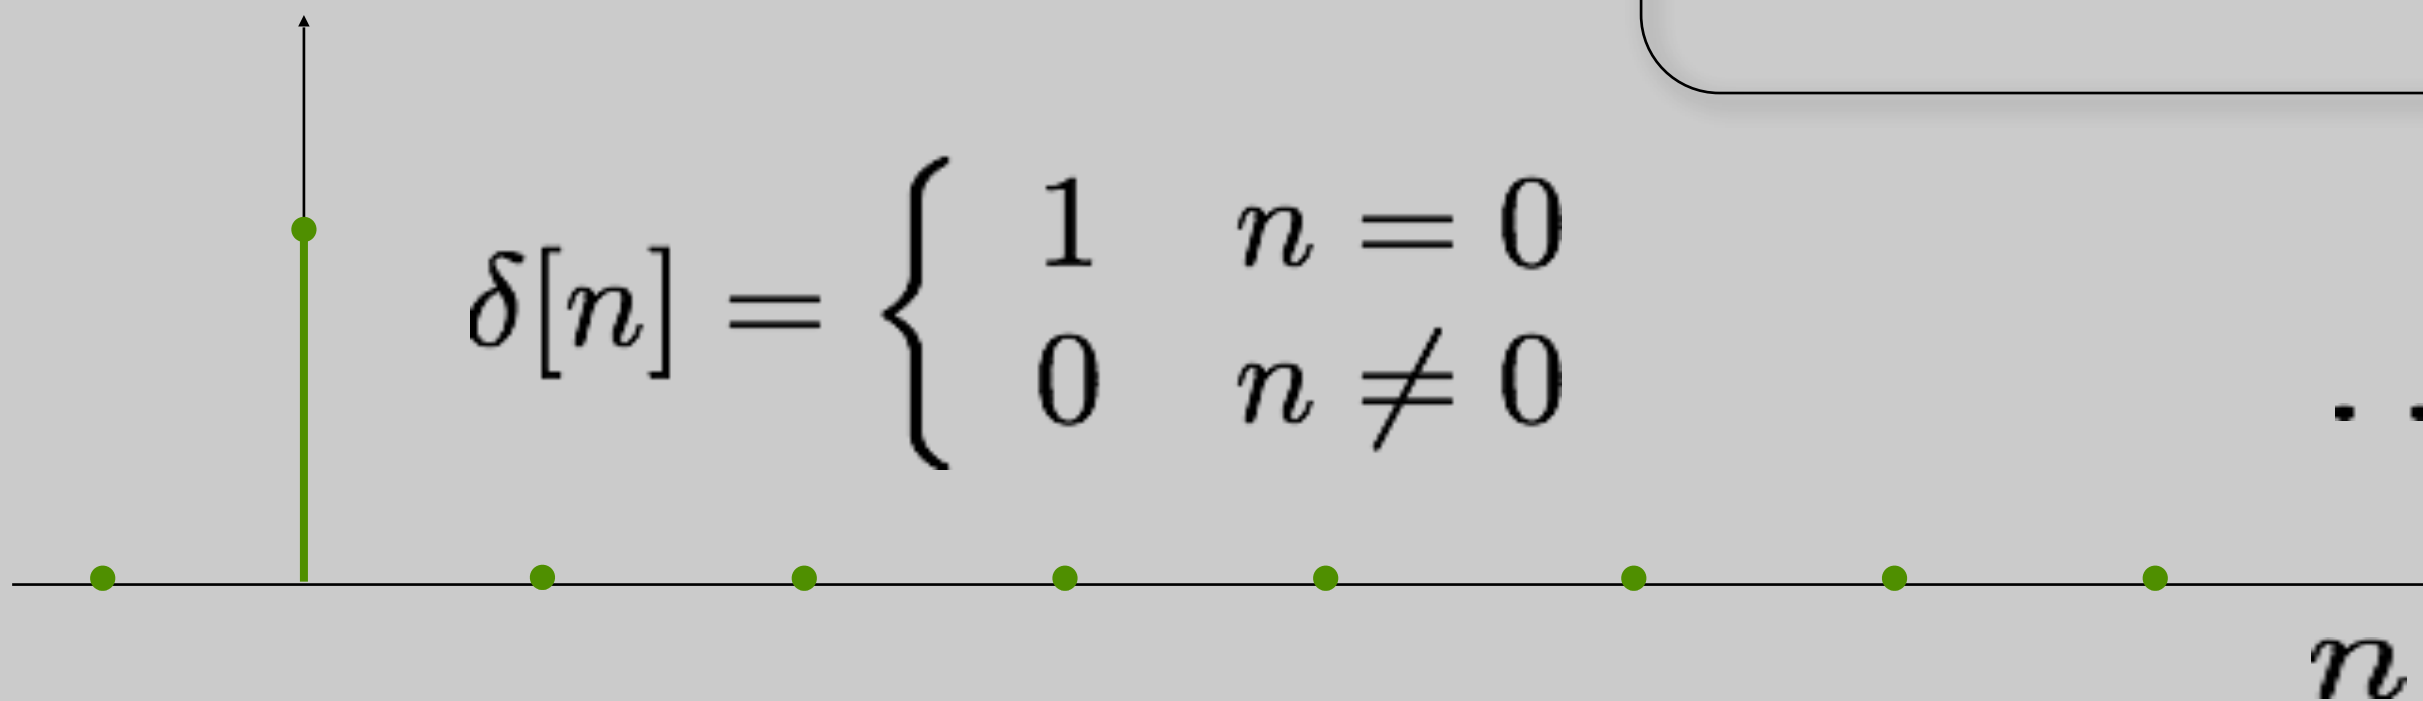 δ[n] = { 1 n = 0
0 n ≠ 0
. .
n